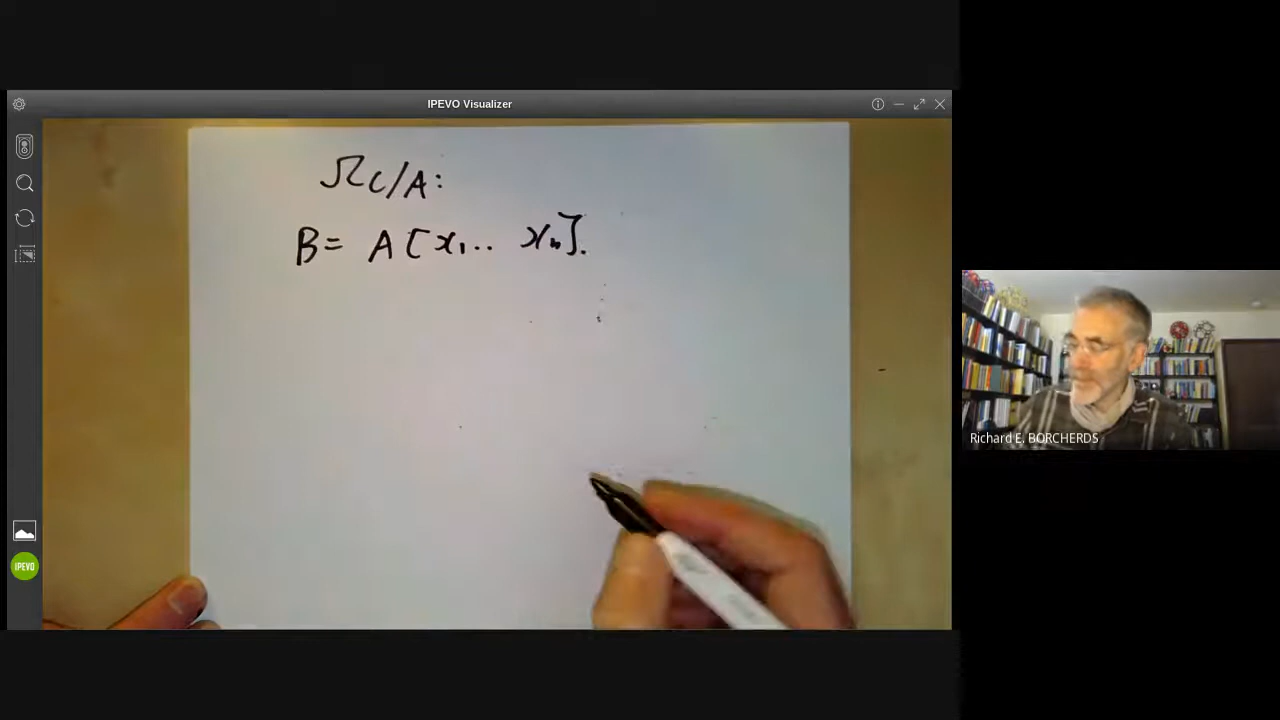 IPEVO Visualizer
Ω_{C/A}:
B = A[x₁.. xₙ].
IPEVO
Richard E. BORCHERDS